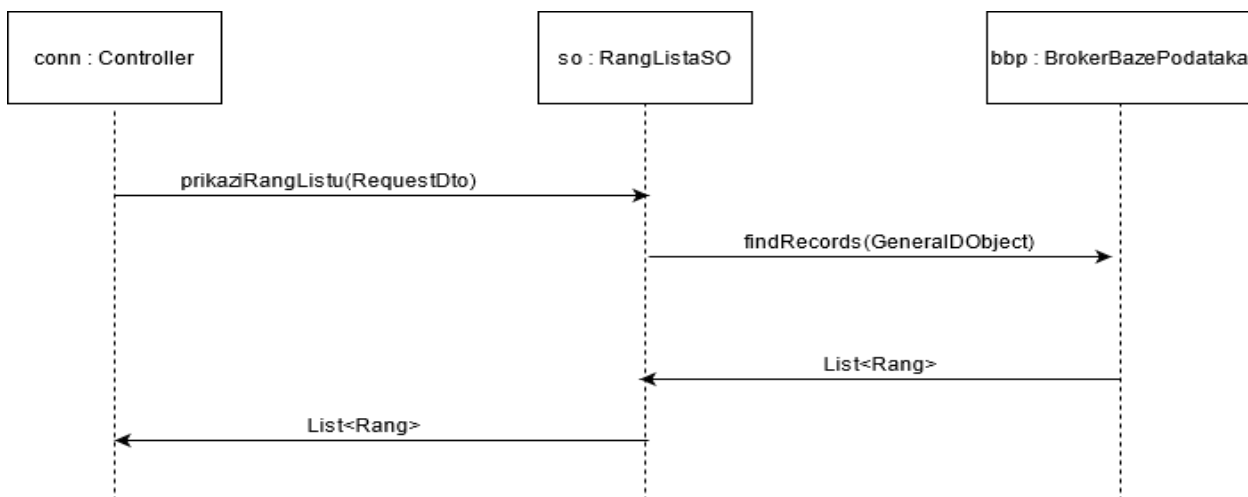 conn : Controller
so : RangListaSO
bbp : BrokerBazePodataka
prikaziRangListu(RequestDto)
findRecords(GeneralDObject)
List<Rang>
List<Rang>